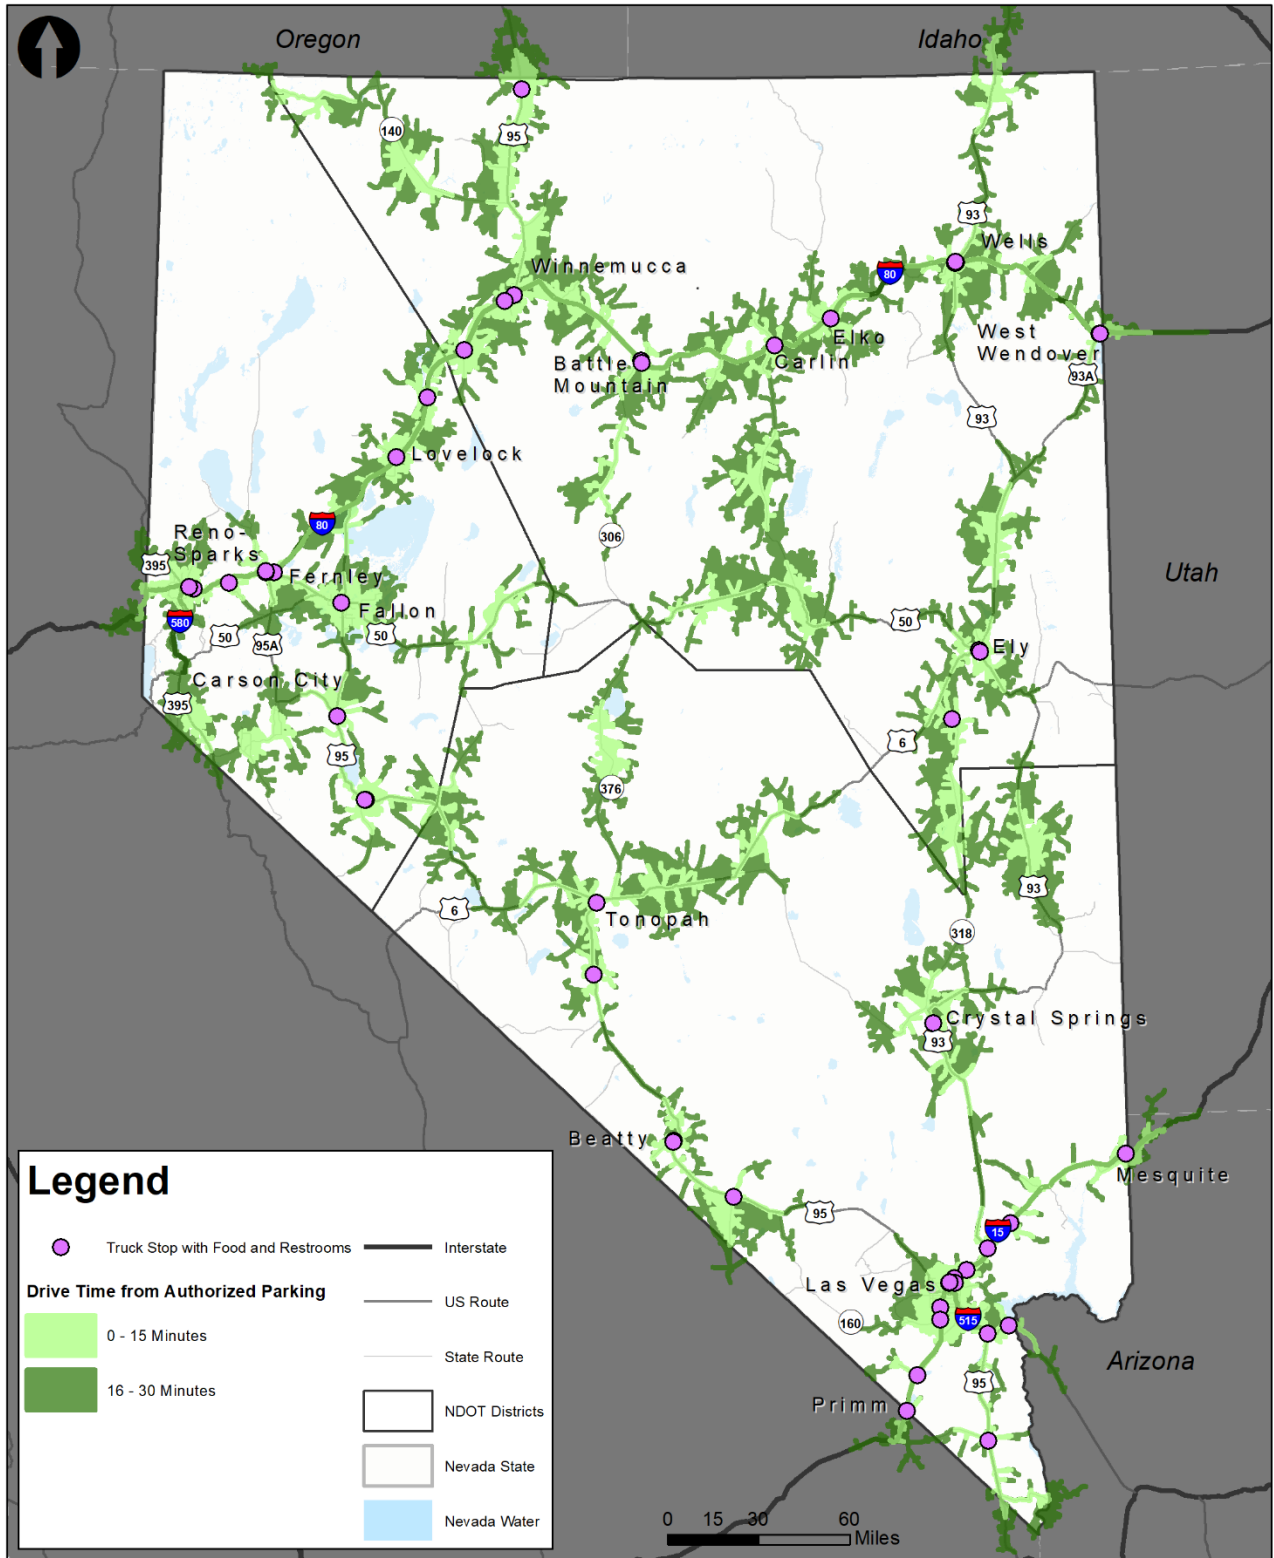 Oregon
Idaho
140
95
93
Wells
80
Winnemucca
Elko
West
Wendover
Battle
Mountain
Carlin
93A
93
Lovelock
80
306
Reno-
Sparks
395
Fernley
Utah
Fallon
580
50
95A
50
50
Ely
Carson City
395
95
6
376
93
6
Tonopah
318
Crystal Springs
93
Beatty
Mesquite
95
15
Las Vegas
160
515
Arizona
95
Primm
Legend
Truck Stop with Food and Restrooms
Drive Time from Authorized Parking
0 - 15 Minutes
16 - 30 Minutes
Interstate
US Route
State Route
NDOT Districts
Nevada State
Nevada Water
0 15 30 60
Miles